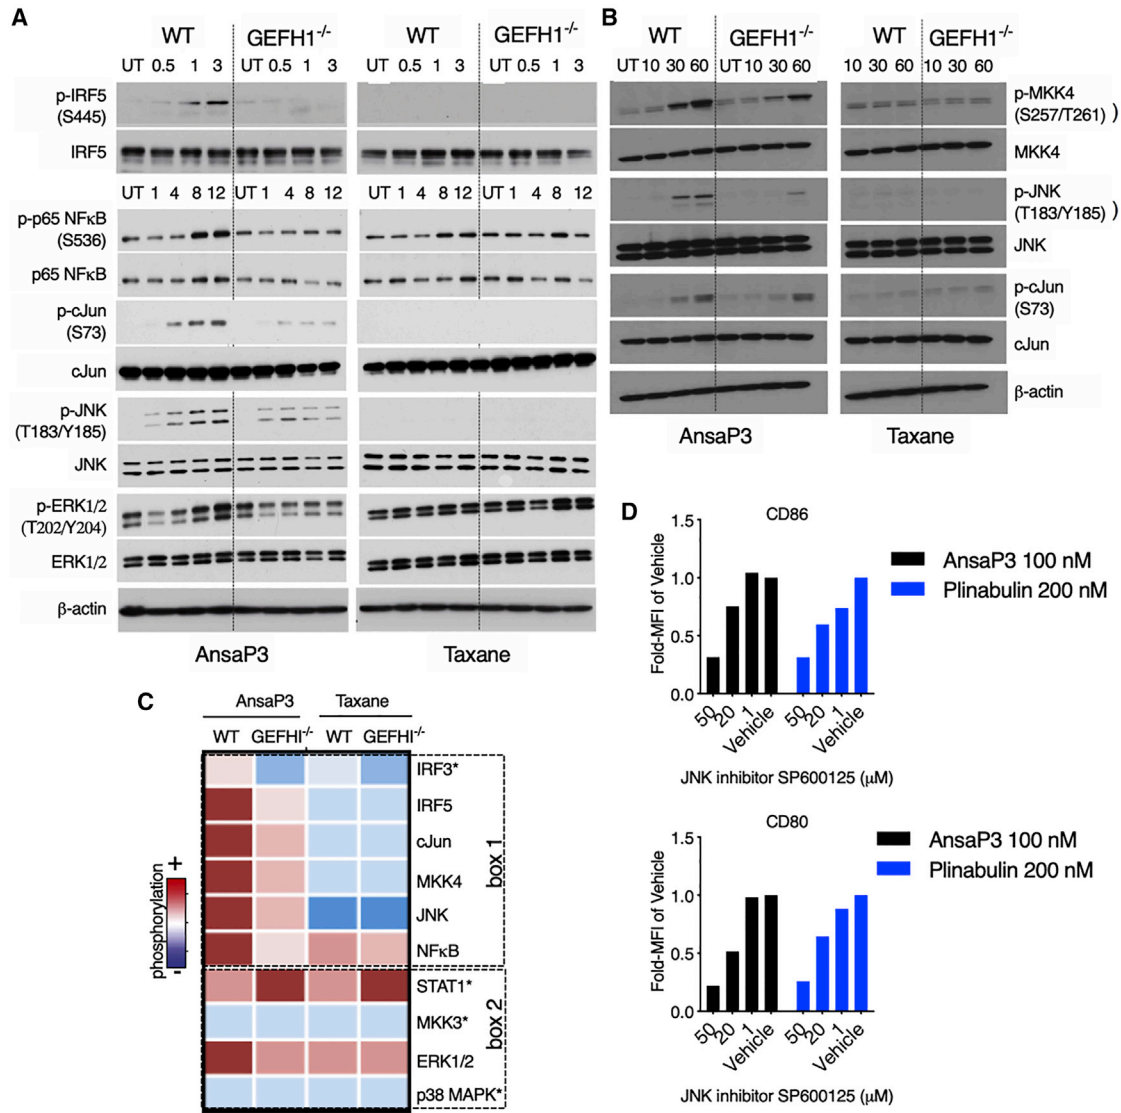 A
WT GEFH1-/- WT GEFH1-/-
UT 0.5 1 3 UT 0.5 1 3 UT 0.5 1 3 UT 0.5 1 3
p-IRF5
(S445)
IRF5
UT 1 4 8 12 UT 1 4 8 12 UT 1 4 8 12 UT 1 4 8 12
p-p65 NFκB
(S536)
p65 NFκB
p-cJun
(S73)
cJun
p-JNK
(T183/Y185)
JNK
p-ERK1/2
(T202/Y204)
ERK1/2
β-actin
AnsaP3 Taxane
B
WT GEFH1-/- WT GEFH1-/-
UT 10 30 60 UT 10 30 60 10 30 60 10 30 60
p-MKK4
(S257/T261) )
MKK4
p-JNK
(T183/Y185) )
JNK
p-cJun
(S73)
cJun
β-actin
AnsaP3 Taxane
C
AnsaP3 Taxane
WT GEFHI-/- WT GEFHI-/-
IRF3*
IRF5
cJun
MKK4
JNK
NFκB
box 1
STAT1*
MKK3*
ERK1/2
p38 MAPK*
box 2
phosphorylation
+
-
D
CD86
1.5
1.0
0.5
0.0
Fold-MFI of Vehicle
50 20 1 Vehicle 50 20 1 Vehicle
JNK inhibitor SP600125 (μM)
AnsaP3 100 nM
Plinabulin 200 nM
CD80
1.5
1.0
0.5
0.0
Fold-MFI of Vehicle
50 20 1 Vehicle 50 20 1 Vehicle
JNK inhibitor SP600125 (μM)
AnsaP3 100 nM
Plinabulin 200 nM